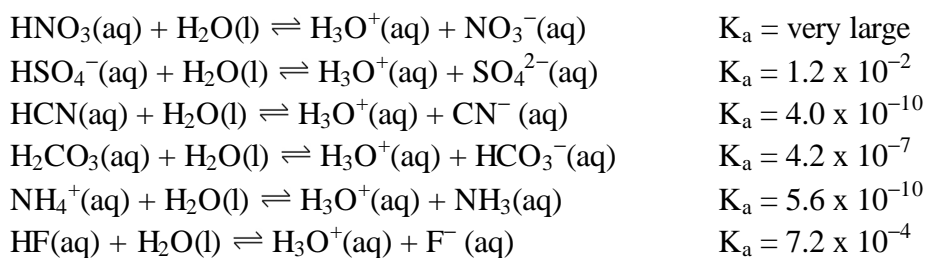 HNO₃(aq) + H₂O(l) ⇌ H₃O⁺(aq) + NO₃⁻(aq) Kₐ = very large
HSO₄⁻(aq) + H₂O(l) ⇌ H₃O⁺(aq) + SO₄²⁻(aq) Kₐ = 1.2 x 10⁻²
HCN(aq) + H₂O(l) ⇌ H₃O⁺(aq) + CN⁻ (aq) Kₐ = 4.0 x 10⁻¹⁰
H₂CO₃(aq) + H₂O(l) ⇌ H₃O⁺(aq) + HCO₃⁻(aq) Kₐ = 4.2 x 10⁻⁷
NH₄⁺(aq) + H₂O(l) ⇌ H₃O⁺(aq) + NH₃(aq) Kₐ = 5.6 x 10⁻¹⁰
HF(aq) + H₂O(l) ⇌ H₃O⁺(aq) + F⁻ (aq) Kₐ = 7.2 x 10⁻⁴